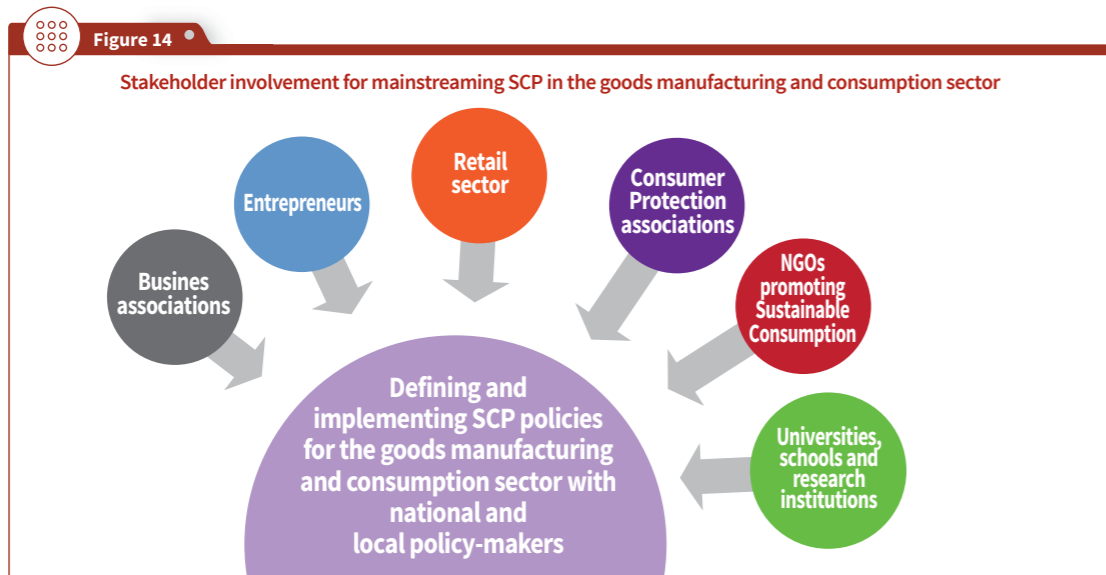 Figure 14
Stakeholder involvement for mainstreaming SCP in the goods manufacturing and consumption sector
Busines
associations
Entrepreneurs
Retail
sector
Consumer
Protection
associations
NGOs
promoting
Sustainable
Consumption
Universities,
schools and
research
institutions
Defining and
implementing SCP policies
for the goods manufacturing
and consumption sector with
national and
local policy-makers